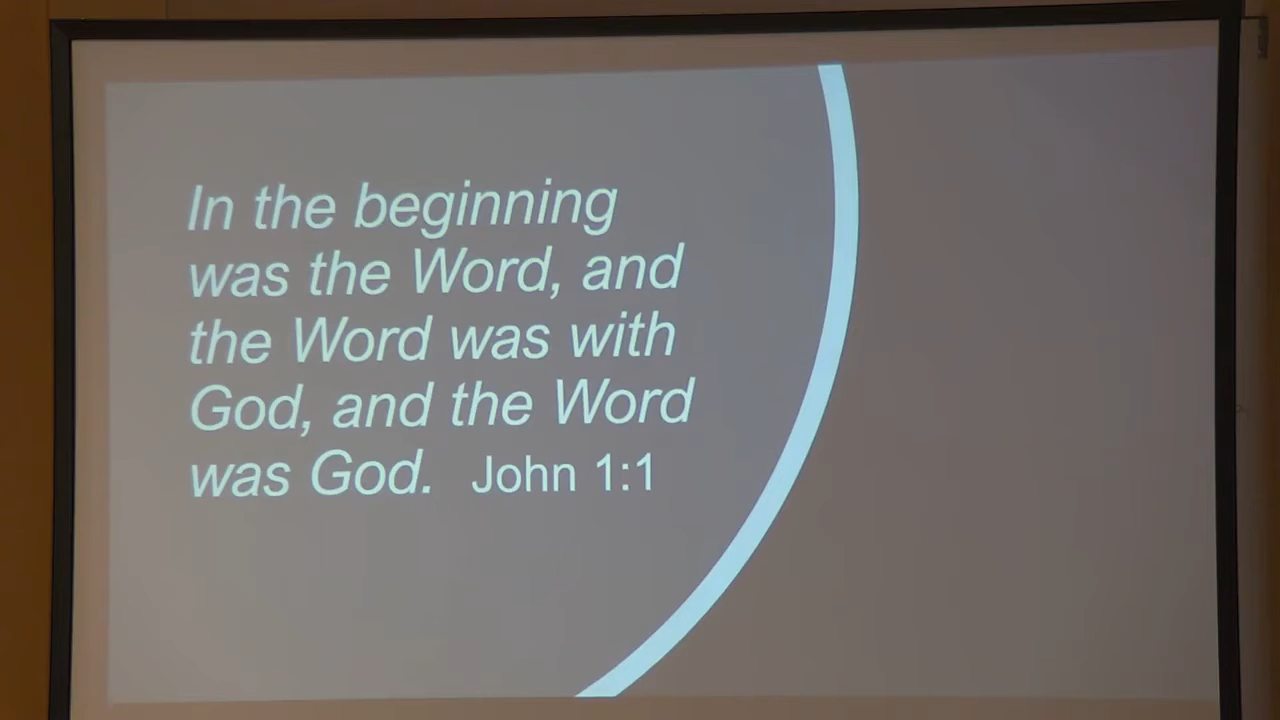 In the beginning
was the Word, and
the Word was with
God, and the Word
was God. John 1:1